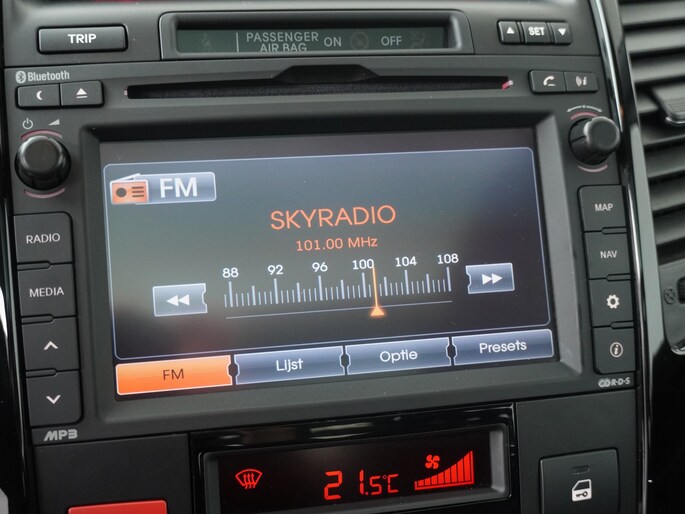 TRIP
PASSENGER
AIR BAG ON OFF
SET
Bluetooth
FM
SKYRADIO
101.00 MHz
88 92 96 100 104 108
RADIO
MEDIA
MAP
NAV
FM Lijst Optie Presets
MP3
R·D·S
21.5°C